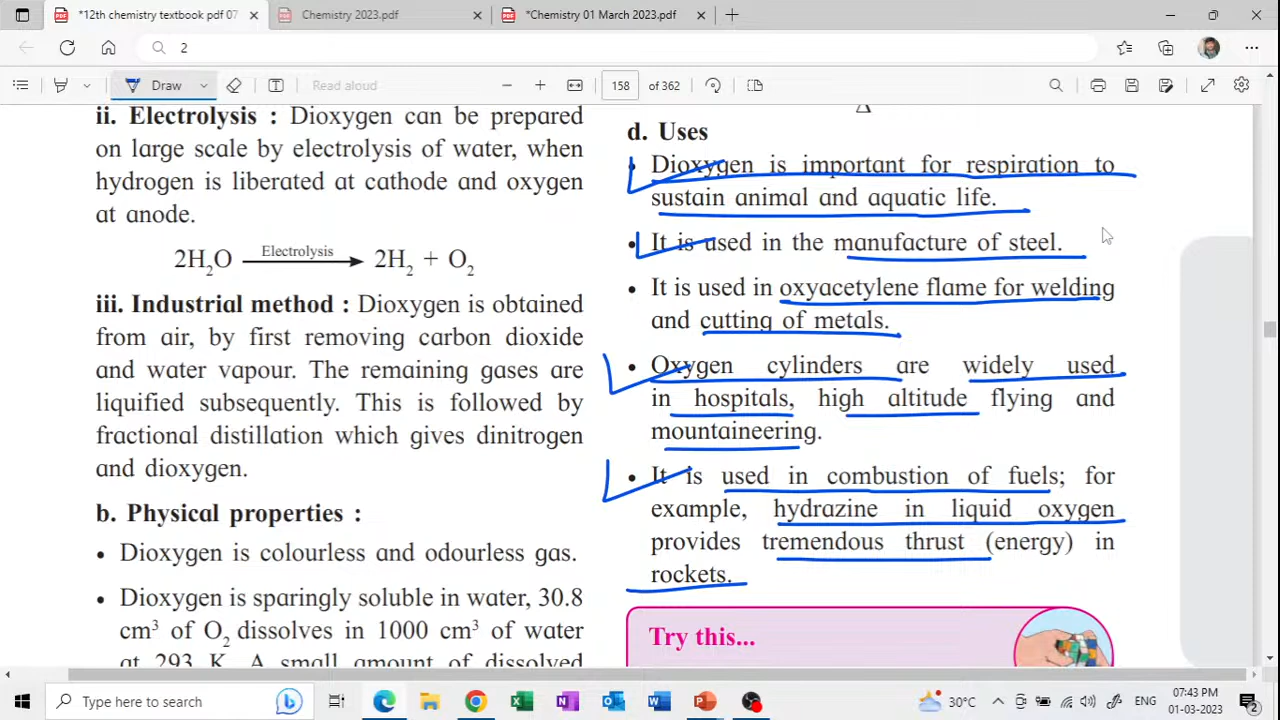 *12th chemistry textbook pdf 07
Chemistry 2023.pdf
*Chemistry 01 March 2023.pdf
2
Draw
Read aloud
158
of 362
ii. Electrolysis : Dioxygen can be prepared
on large scale by electrolysis of water, when
hydrogen is liberated at cathode and oxygen
at anode.
2H₂O Electrolysis → 2H₂ + O₂
iii. Industrial method : Dioxygen is obtained
from air, by first removing carbon dioxide
and water vapour. The remaining gases are
liquified subsequently. This is followed by
fractional distillation which gives dinitrogen
and dioxygen.
b. Physical properties :
• Dioxygen is colourless and odourless gas.
• Dioxygen is sparingly soluble in water, 30.8
cm³ of O₂ dissolves in 1000 cm³ of water
at 293 K. A small amount of dissolved
Δ
d. Uses
• Dioxygen is important for respiration to
sustain animal and aquatic life.
• It is used in the manufacture of steel.
• It is used in oxyacetylene flame for welding
and cutting of metals.
• Oxygen cylinders are widely used
in hospitals, high altitude flying and
mountaineering.
• It is used in combustion of fuels; for
example, hydrazine in liquid oxygen
provides tremendous thrust (energy) in
rockets.
Try this...
Type here to search
30°C
ENG
07:43 PM
01-03-2023
2